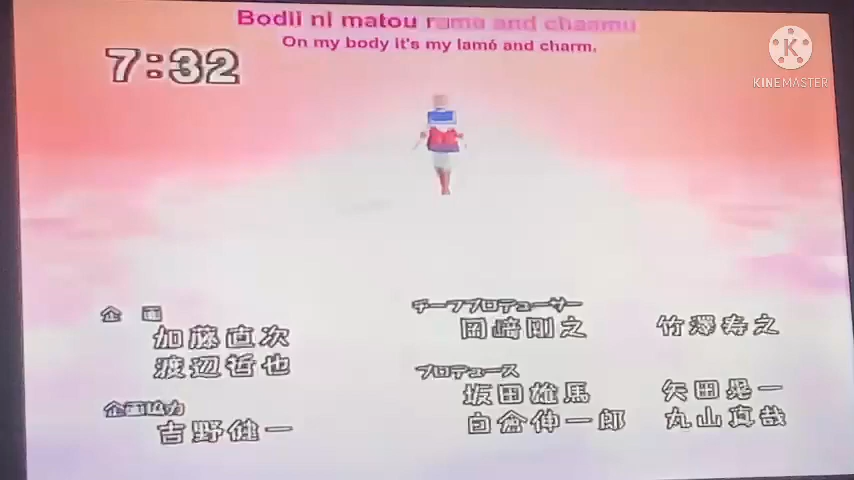 Bodii ni matou rame and chaamu
On my body it's my lamé and charm.
7:32
KINEMASTER
企画
加藤直次
渡辺哲也
企画協力
吉野健一
チーフプロデューサー
岡﨑剛之 竹澤寿之
プロデュース
坂田雄馬 矢田晃一
白倉伸一郎 丸山真哉